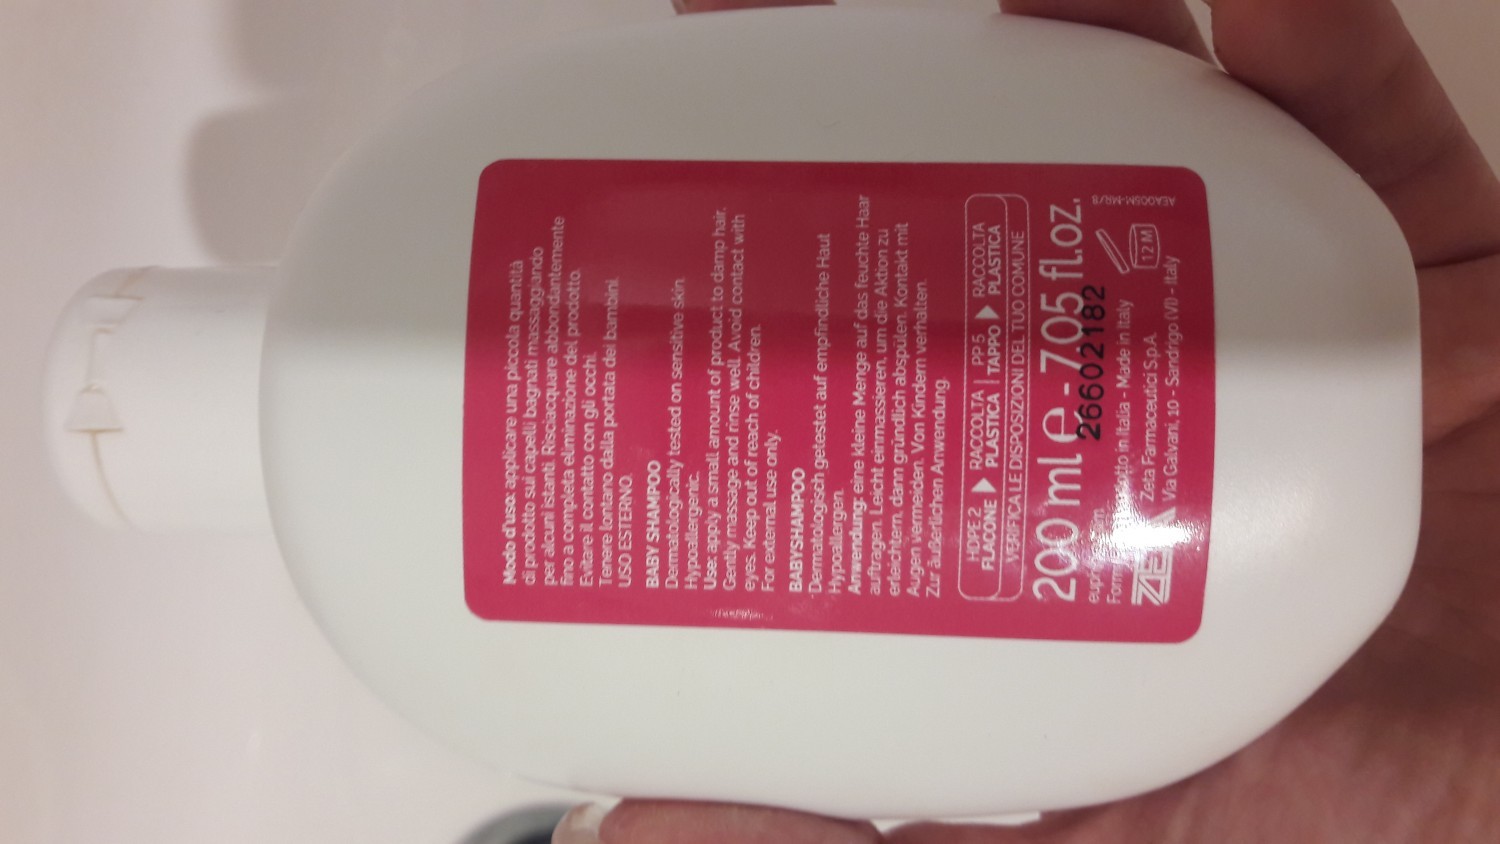 Modo d'uso: applicare una piccola quantità
di prodotto sui capelli bagnati massaggiando
per alcuni istanti. Risciacquare abbondantemente
fino a completa eliminazione del prodotto.
Evitare il contatto con gli occhi.
Tenere lontano dalla portata dei bambini.
USO ESTERNO.
BABY SHAMPOO
Dermatologically tested on sensitive skin.
Hypoallergenic.
Use: apply a small amount of product to damp hair.
Gently massage and rinse well. Avoid contact with
eyes. Keep out of reach of children.
For external use only.
BABYSHAMPOO
Dermatologisch getestet auf empfindliche Haut
Hypoallergen.
Anwendung: eine kleine Menge auf das feuchte Haar
auftragen. Leicht einmassieren, um die Aktion zu
erleichtern, dann gründlich abspülen. Kontakt mit
Augen vermeiden. Von Kindern verhalten.
Zur äußerlichen Anwendung.
HDPE 2 ▶ RACCOLTA | PP 5 ▶ RACCOLTA
FLACONE PLASTICA TAPPO PLASTICA
VERIFICA LE DISPOSIZIONI DEL TUO COMUNE
200 ml e - 7.05 fl.oz.
26602182
12 M
AEA00SM-MR/8
in Italia - Made in Italy
Zeta Farmaceutici S.p.A.
Via Galvani, 10 - Sandrigo (VI) - Italy